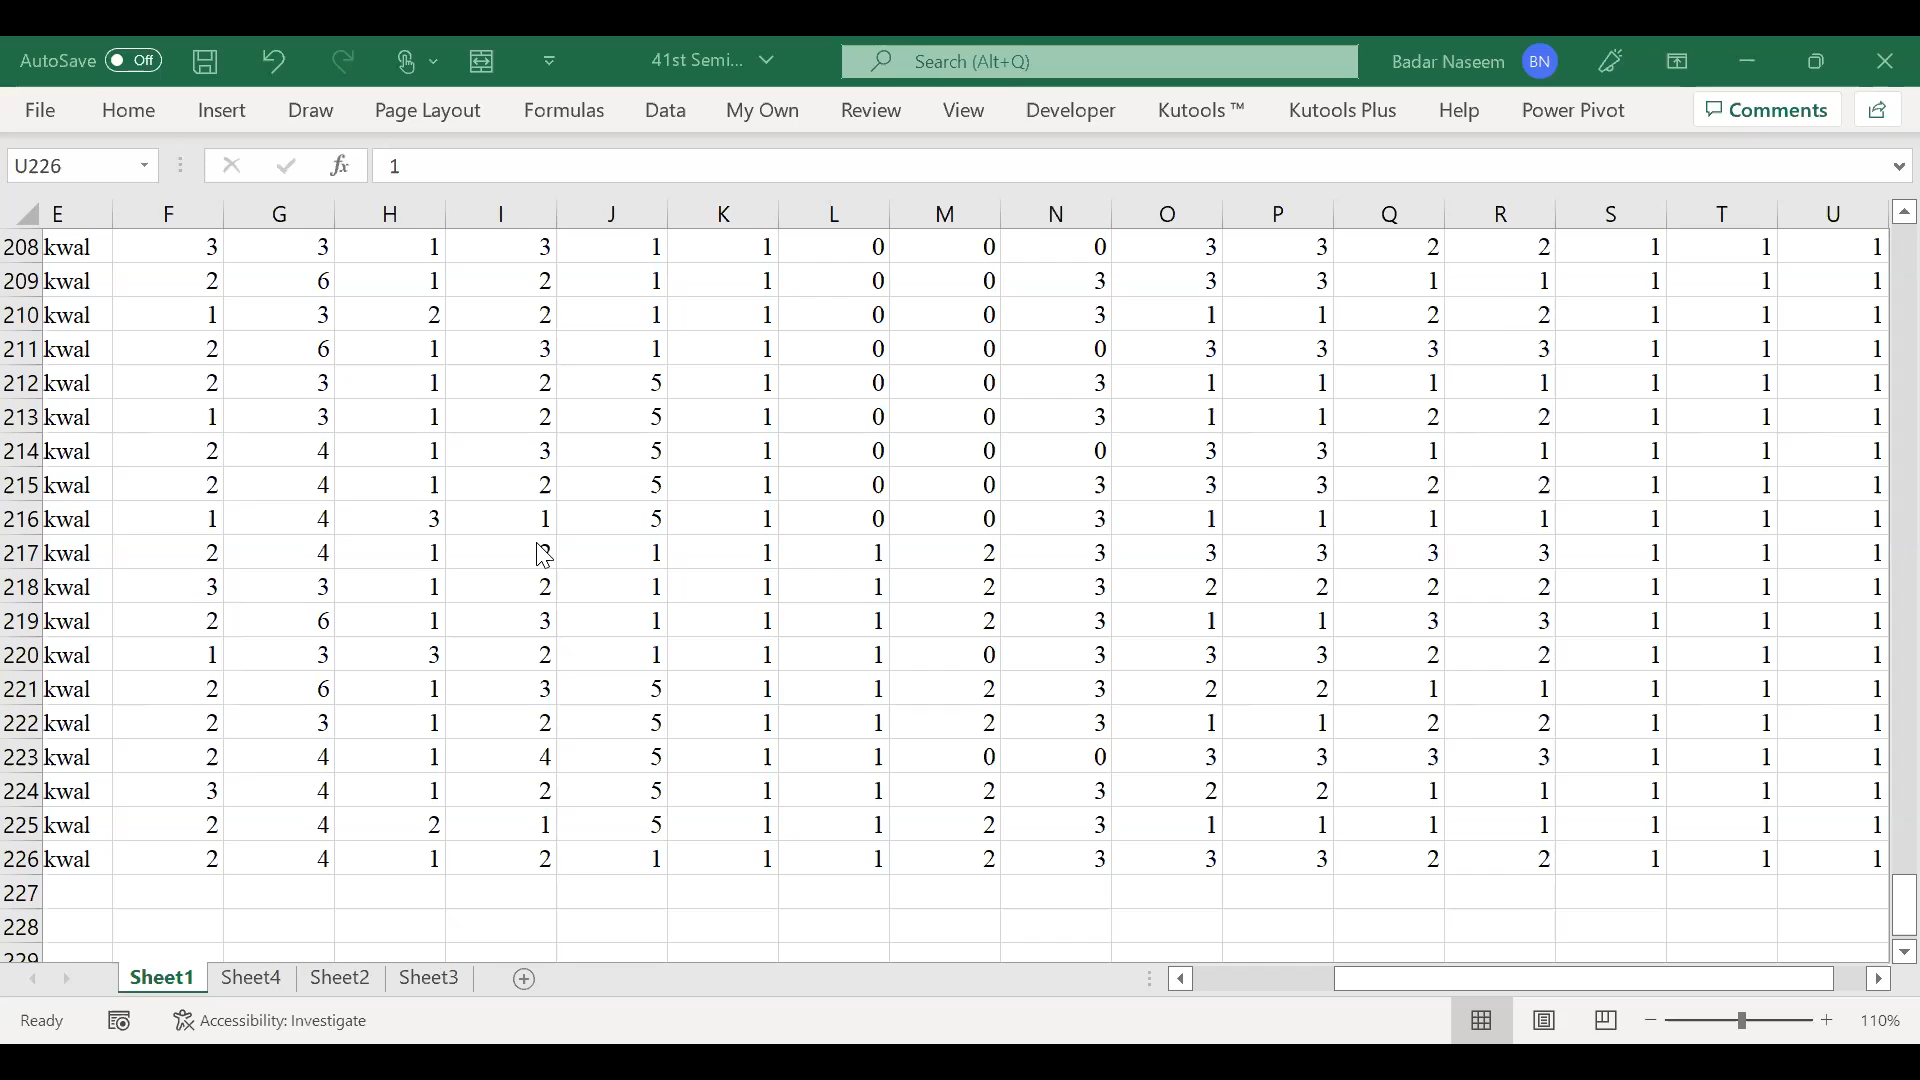 AutoSave Off 41st Semi... Search (Alt+Q) Badar Naseem BN
File Home Insert Draw Page Layout Formulas Data My Own Review View Developer Kutools ™ Kutools Plus Help Power Pivot Comments
U226 fx 1
E F G H I J K L M N O P Q R S T U
208 kwal 3 3 1 3 1 1 0 0 0 3 3 2 2 1 1 1
209 kwal 2 6 1 2 1 1 0 0 3 3 3 1 1 1 1 1
210 kwal 1 3 2 2 1 1 0 0 3 1 1 2 2 1 1 1
211 kwal 2 6 1 3 1 1 0 0 0 3 3 3 3 1 1 1
212 kwal 2 3 1 2 5 1 0 0 3 1 1 1 1 1 1 1
213 kwal 1 3 1 2 5 1 0 0 3 1 1 2 2 1 1 1
214 kwal 2 4 1 3 5 1 0 0 0 3 3 1 1 1 1 1
215 kwal 2 4 1 2 5 1 0 0 3 3 3 2 2 1 1 1
216 kwal 1 4 3 1 5 1 0 0 3 1 1 1 1 1 1 1
217 kwal 2 4 1 2 1 1 1 2 3 3 3 3 3 1 1 1
218 kwal 3 3 1 2 1 1 1 2 3 2 2 2 2 1 1 1
219 kwal 2 6 1 3 1 1 1 2 3 1 1 3 3 1 1 1
220 kwal 1 3 3 2 1 1 1 0 3 3 3 2 2 1 1 1
221 kwal 2 6 1 3 5 1 1 2 3 2 2 1 1 1 1 1
222 kwal 2 3 1 2 5 1 1 2 3 1 1 2 2 1 1 1
223 kwal 2 4 1 4 5 1 1 0 0 3 3 3 3 1 1 1
224 kwal 3 4 1 2 5 1 1 2 3 2 2 1 1 1 1 1
225 kwal 2 4 2 1 5 1 1 2 3 1 1 1 1 1 1 1
226 kwal 2 4 1 2 1 1 1 2 3 3 3 2 2 1 1 1
227
228
229
Sheet1 Sheet4 Sheet2 Sheet3
Ready Accessibility: Investigate 110%